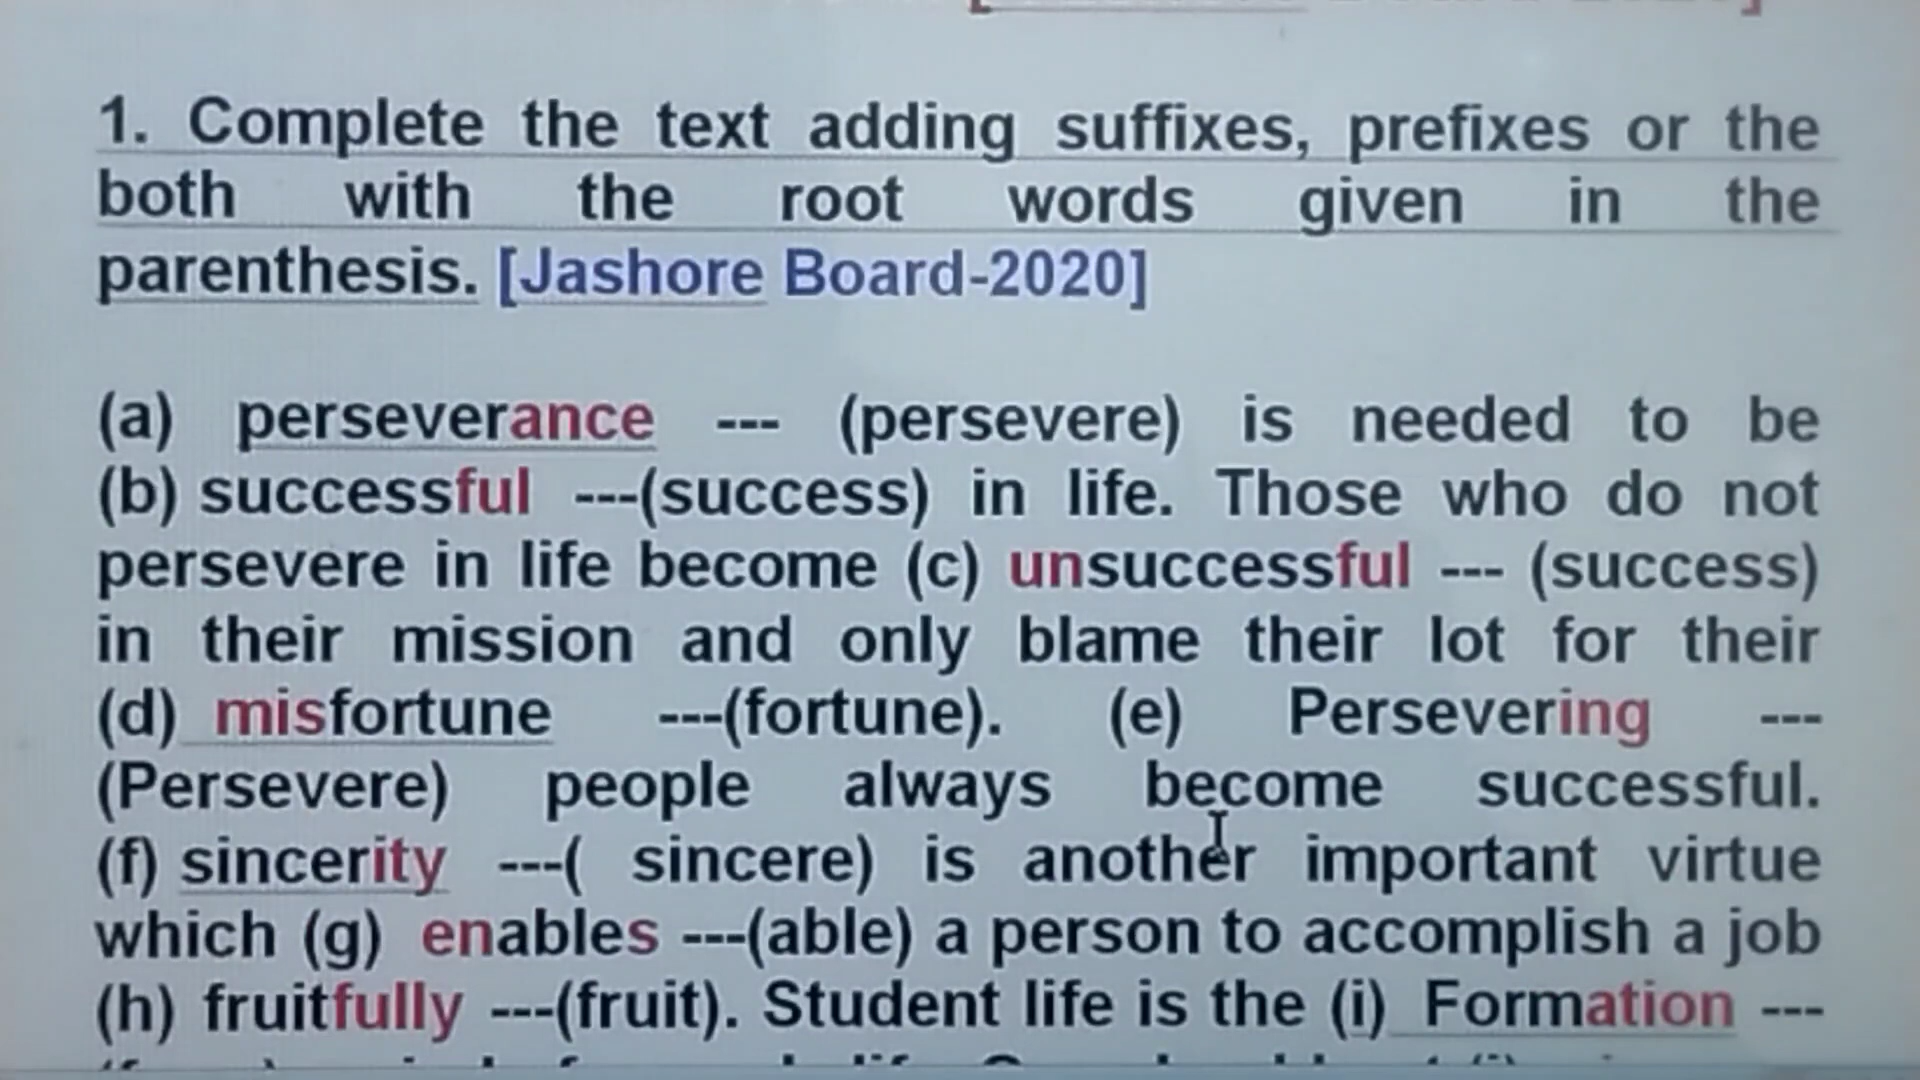 1. Complete the text adding suffixes, prefixes or the
both with the root words given in the
parenthesis. [Jashore Board-2020]
(a) perseverance --- (persevere) is needed to be
(b) successful ---(success) in life. Those who do not
persevere in life become (c) unsuccessful --- (success)
in their mission and only blame their lot for their
(d) misfortune ---(fortune). (e) Persevering ---
(Persevere) people always become successful.
(f) sincerity ---( sincere) is another important virtue
which (g) enables ---(able) a person to accomplish a job
(h) fruitfully ---(fruit). Student life is the (i) Formation ---